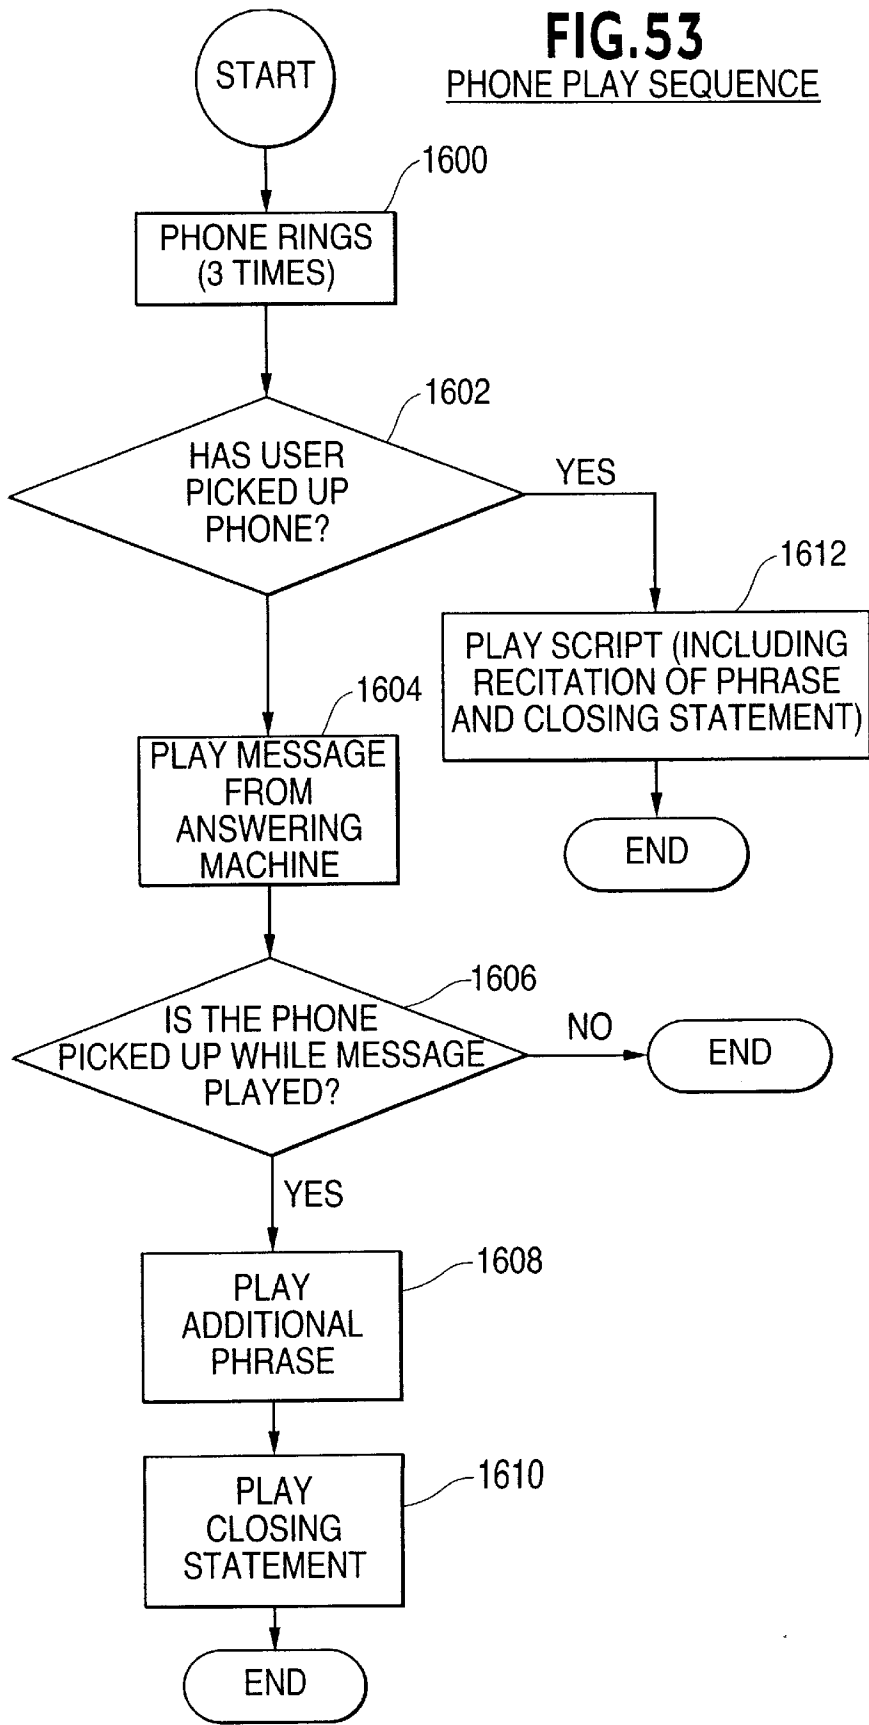 FIG.53
PHONE PLAY SEQUENCE
START
1600
PHONE RINGS
(3 TIMES)
1602
HAS USER
PICKED UP
PHONE?
YES
1612
PLAY SCRIPT (INCLUDING
RECITATION OF PHRASE
AND CLOSING STATEMENT)
END
1604
PLAY MESSAGE
FROM
ANSWERING
MACHINE
1606
IS THE PHONE
PICKED UP WHILE MESSAGE
PLAYED?
NO
END
YES
1608
PLAY
ADDITIONAL
PHRASE
1610
PLAY
CLOSING
STATEMENT
END